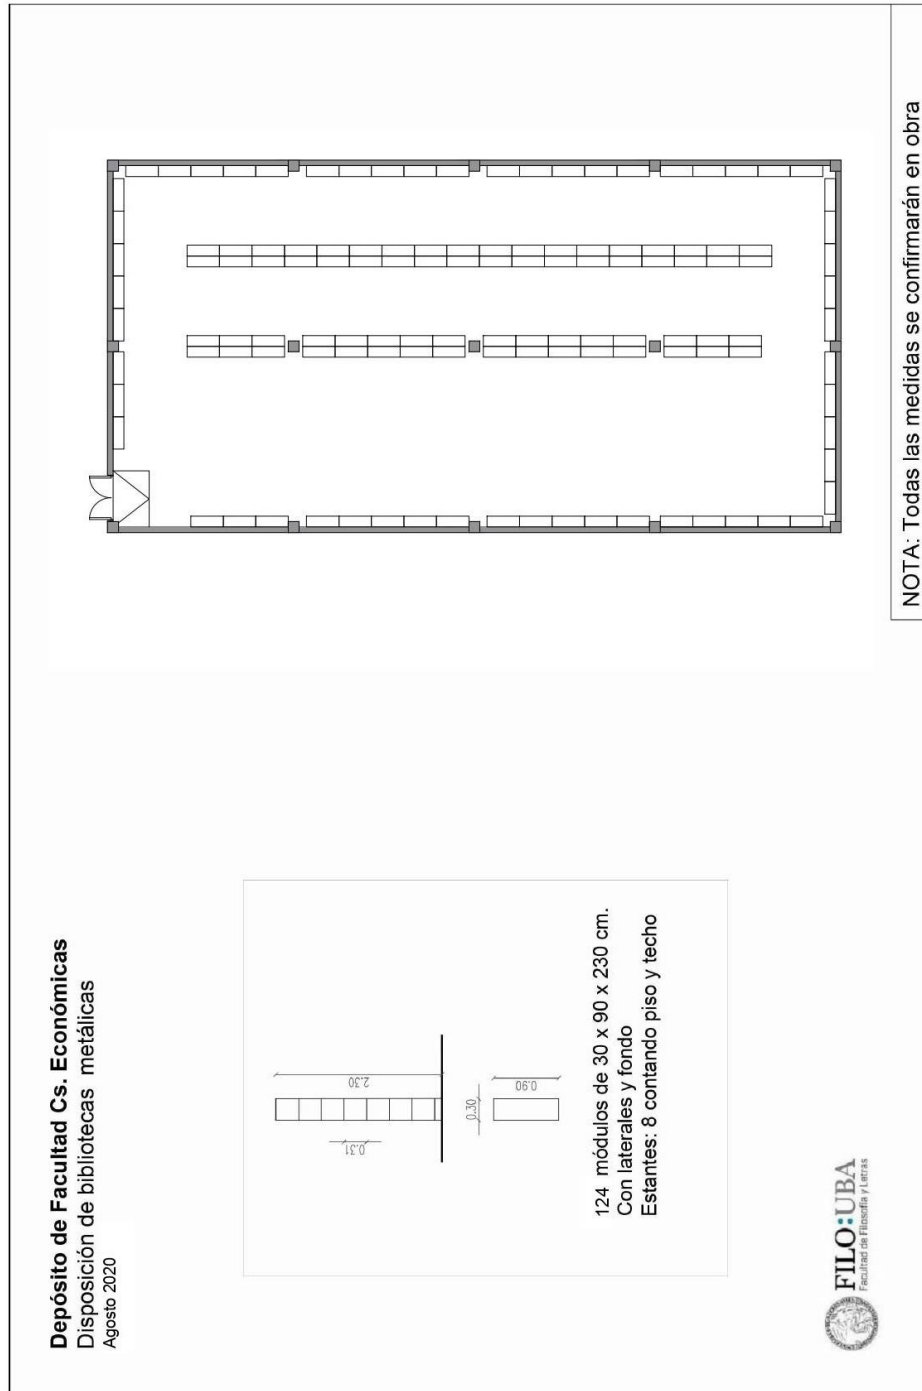 Depósito de Facultad Cs. Económicas
Disposición de bibliotecas metálicas
Agosto 2020
0.31
2.30
0.30
0.90
124 módulos de 30 x 90 x 230 cm.
Con laterales y fondo
Estantes: 8 contando piso y techo
FILO:UBA
Facultad de Filosofía y Letras
NOTA: Todas las medidas se confirmarán en obra